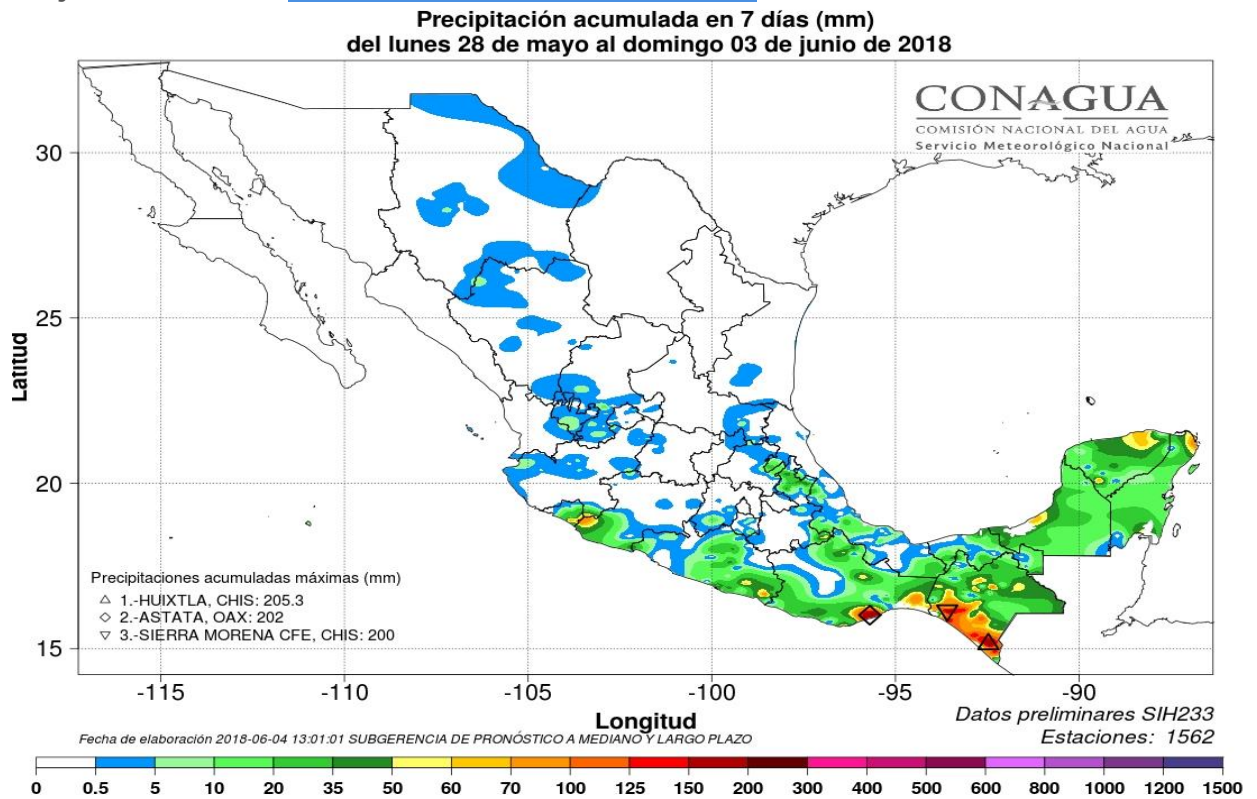 Precipitación acumulada en 7 días (mm)
del lunes 28 de mayo al domingo 03 de junio de 2018
CONAGUA
COMISIÓN NACIONAL DEL AGUA
Servicio Meteorológico Nacional
Latitud
30
25
20
15
Precipitaciones acumuladas máximas (mm)
△ 1.-HUIXTLA, CHIS: 205.3
◇ 2.-ASTATA, OAX: 202
▽ 3.-SIERRA MORENA CFE, CHIS: 200
-115 -110 -105 -100 -95 -90
Longitud
Datos preliminares SIH233
Estaciones: 1562
Fecha de elaboración 2018-06-04 13:01:01 SUBGERENCIA DE PRONÓSTICO A MEDIANO Y LARGO PLAZO
0 0.5 5 10 20 35 50 60 70 100 125 150 200 300 400 500 600 800 1000 1200 1500